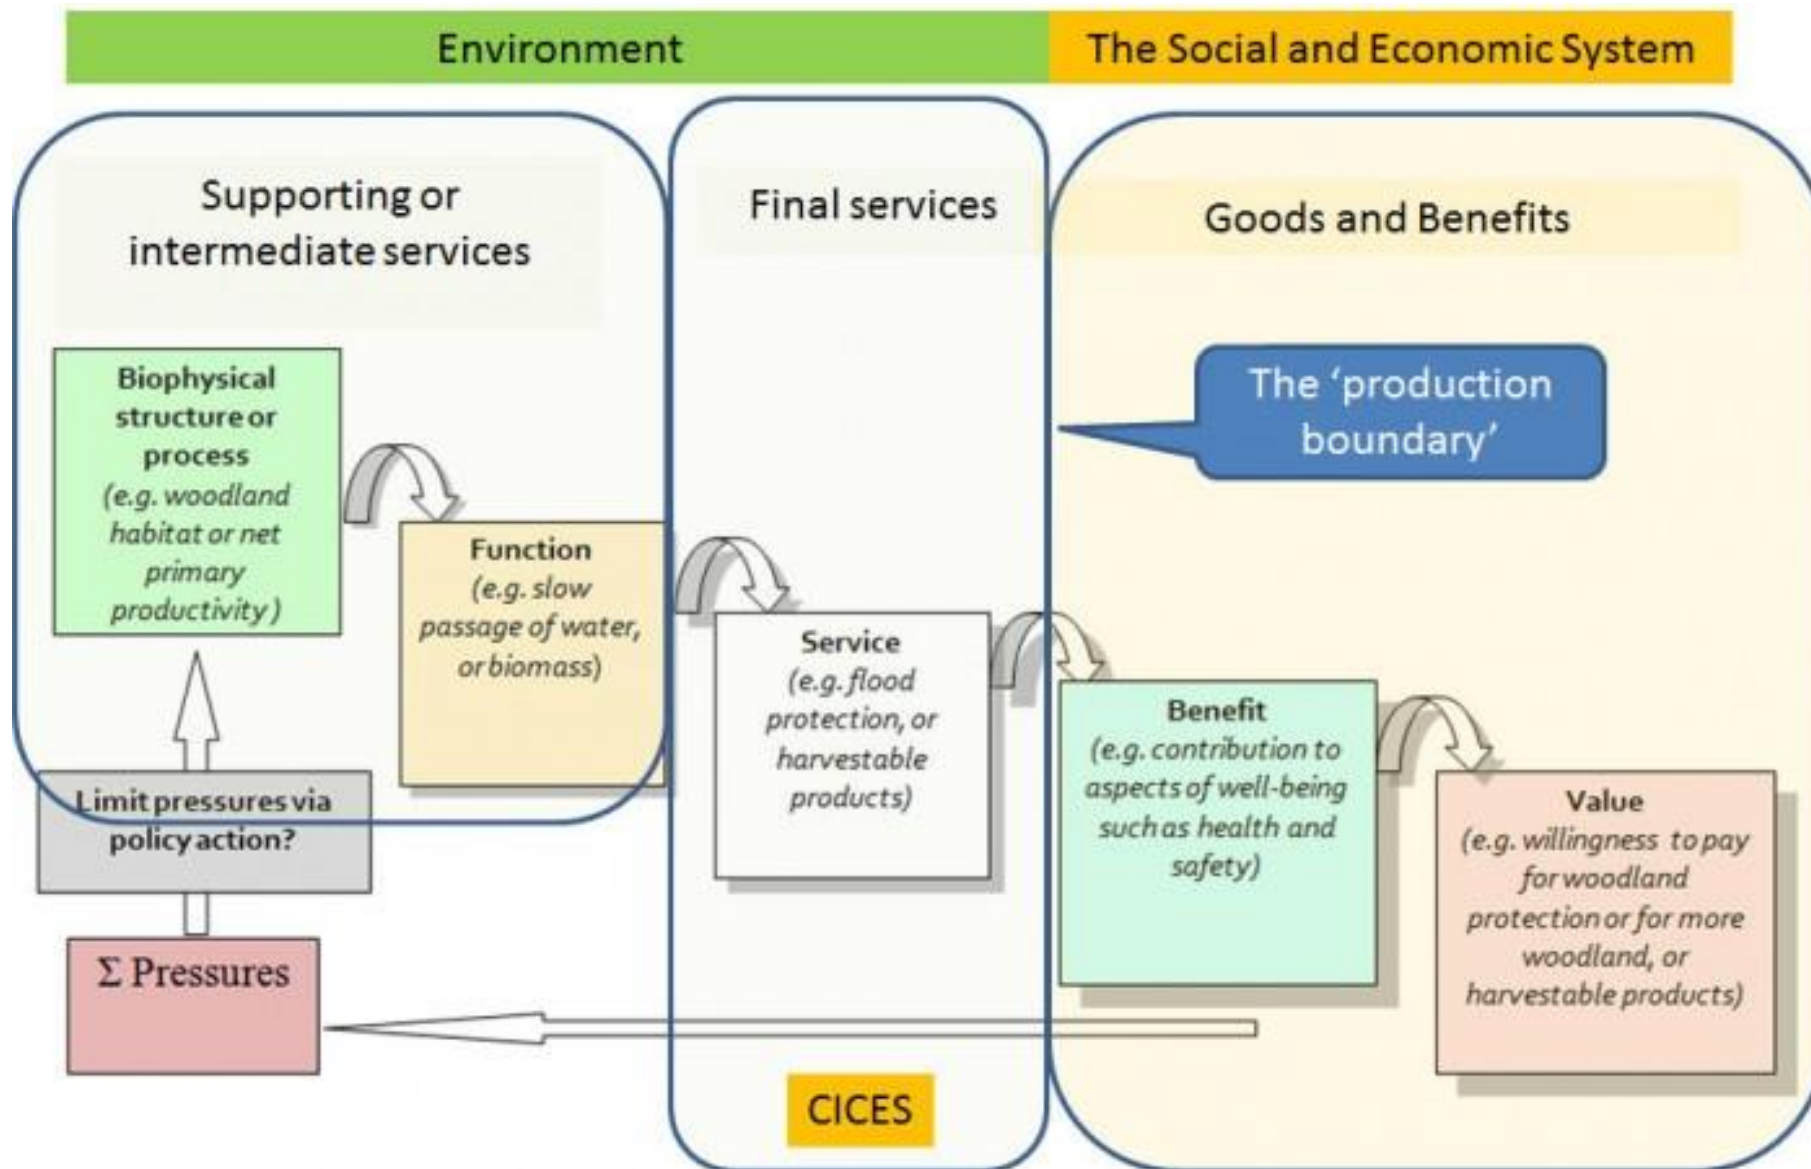 Environment
The Social and Economic System
Supporting or
intermediate services
Final services
Goods and Benefits
The ‘production
boundary’
Biophysical
structure or
process
(e.g. woodland
habitat or net
primary
productivity )
Function
(e.g. slow
passage of water,
or biomass)
Service
(e.g. flood
protection, or
harvestable
products)
Benefit
(e.g. contribution to
aspects of well-being
such as health and
safety)
Value
(e.g. willingness to pay
for woodland
protection or for more
woodland, or
harvestable products)
Limit pressures via
policy action?
Σ Pressures
CICES